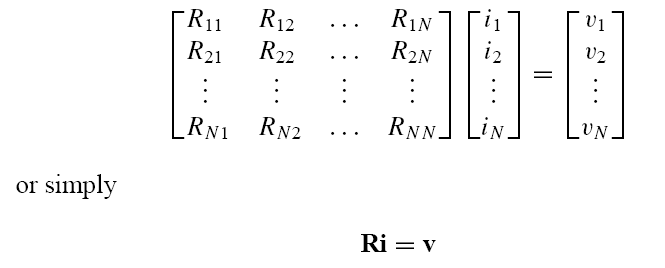 R11 R12 ... R1N i1 v1
R21 R22 ... R2N i2 = v2
⋮ ⋮ ⋮ ⋮ ⋮ ⋮
RN1 RN2 ... RNN iN vN
or simply
Ri = v